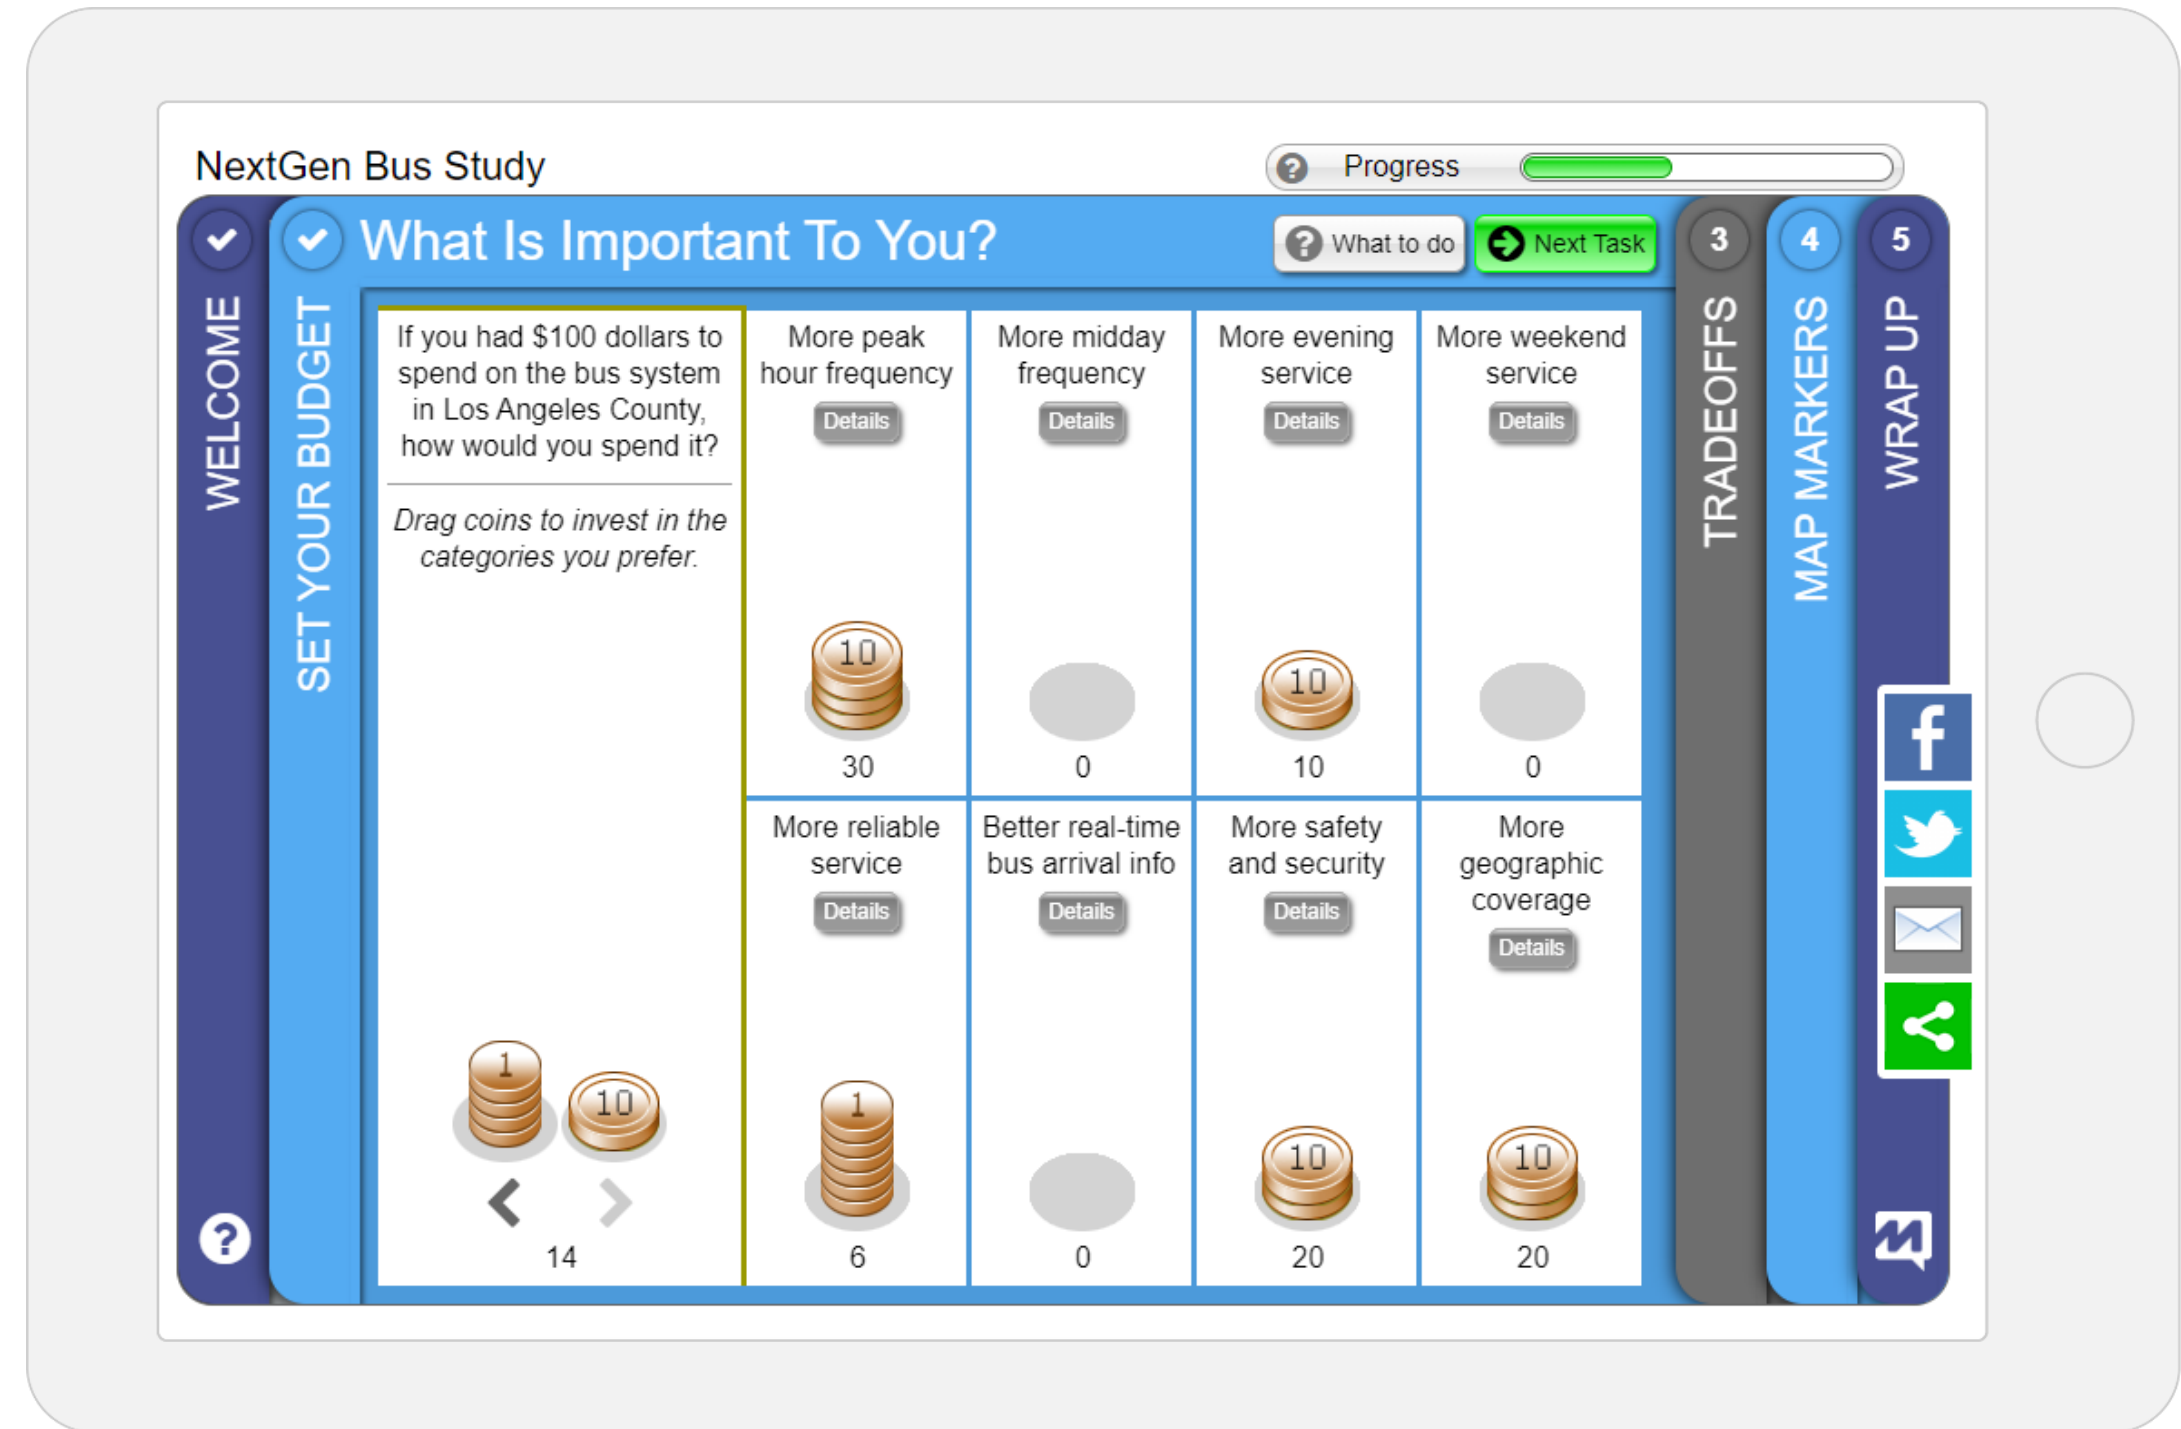 NextGen Bus Study
Progress
WELCOME
SET YOUR BUDGET
What Is Important To You?
What to do
Next Task
If you had $100 dollars to
spend on the bus system
in Los Angeles County,
how would you spend it?
Drag coins to invest in the
categories you prefer.
1
10
14
More peak
hour frequency
Details
10
30
More midday
frequency
Details
0
More evening
service
Details
10
10
More weekend
service
Details
0
More reliable
service
Details
1
6
Better real-time
bus arrival info
Details
0
More safety
and security
Details
10
20
More
geographic
coverage
Details
10
20
3
TRADEOFFS
4
MAP MARKERS
5
WRAP UP